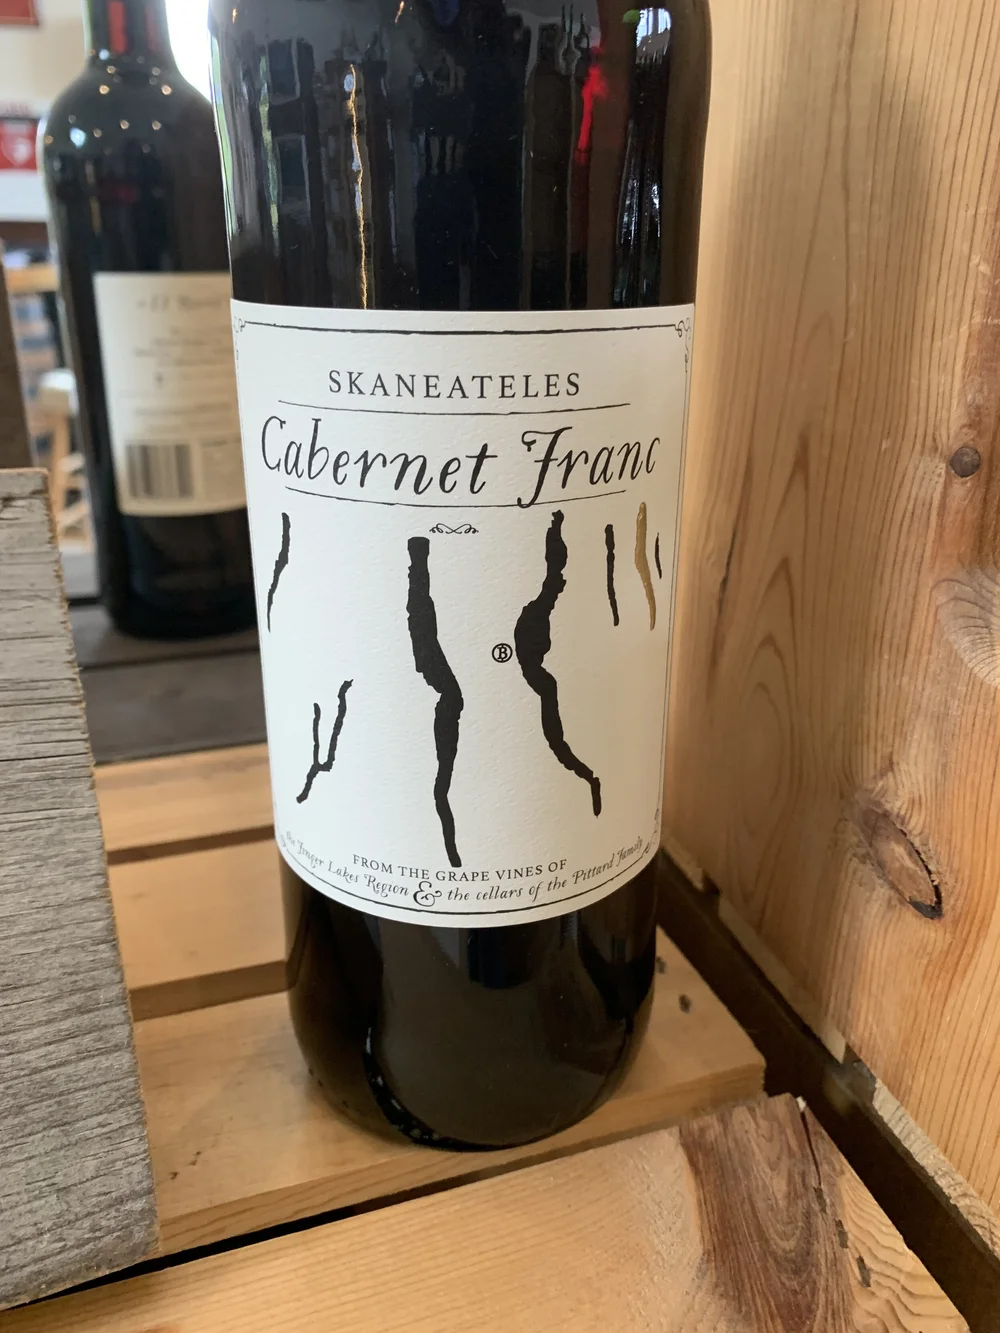 SKANEATELES
Cabernet Franc
B
FROM THE GRAPE VINES OF
the Finger Lakes Region & the cellars of the Pittard Family